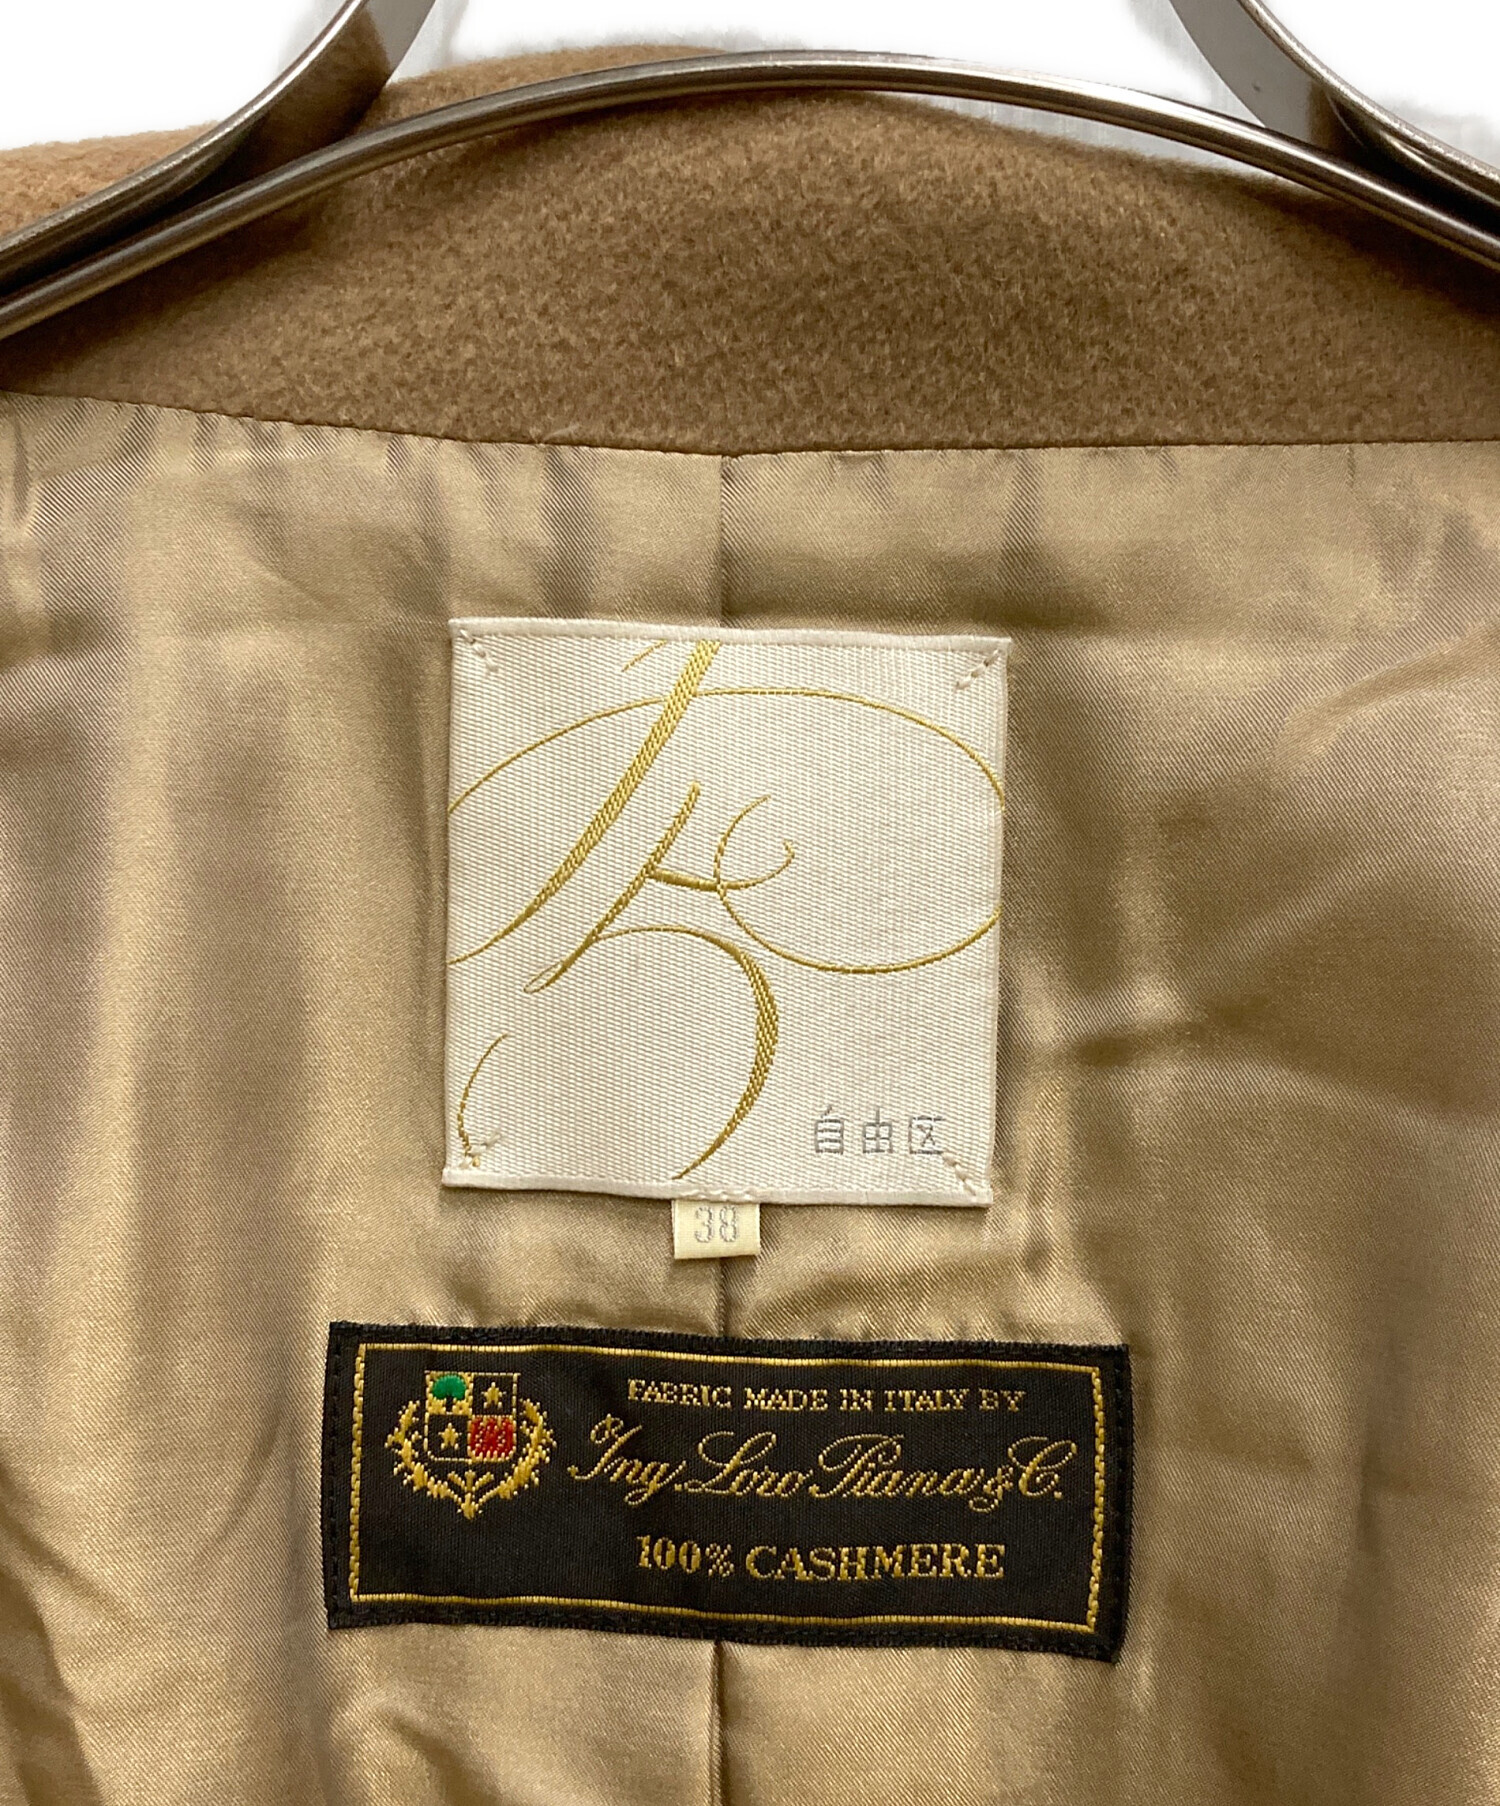 自由区
38
FABRIC MADE IN ITALY BY
Ing. Loro Piana & C.
100% CASHMERE